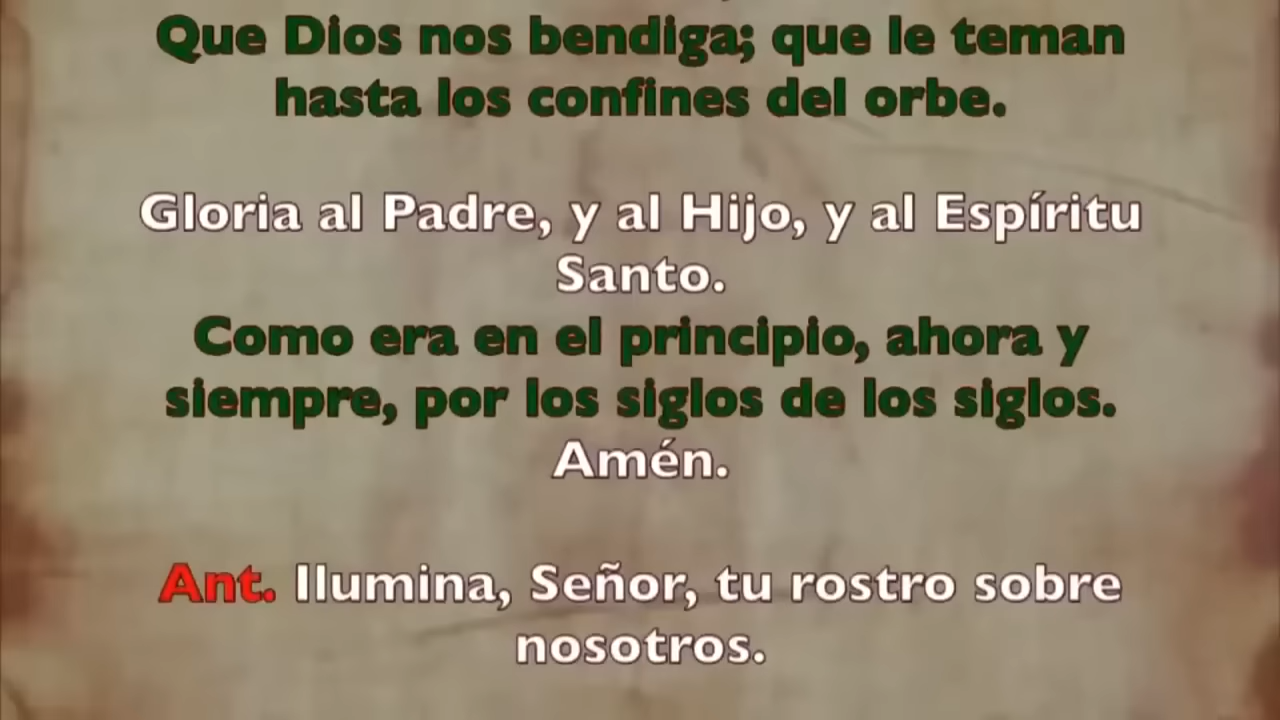 Que Dios nos bendiga; que le teman
hasta los confines del orbe.
Gloria al Padre, y al Hijo, y al Espíritu
Santo.
Como era en el principio, ahora y
siempre, por los siglos de los siglos.
Amén.
Ant. Ilumina, Señor, tu rostro sobre
nosotros.